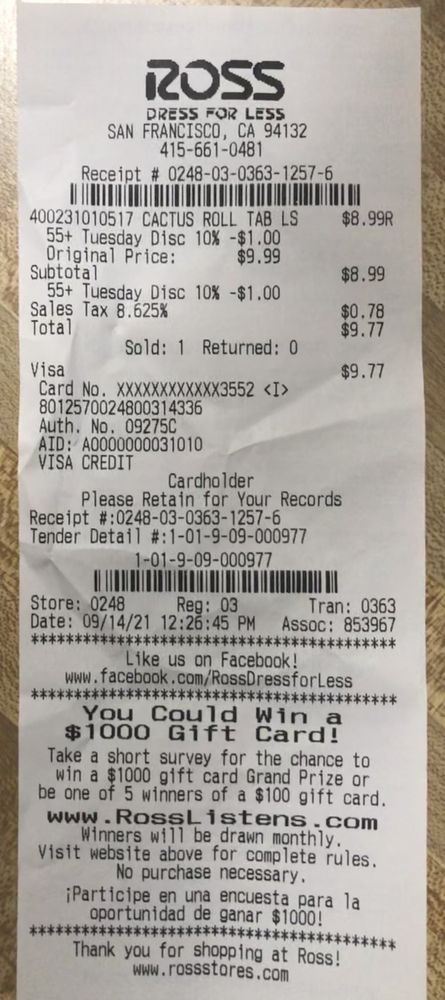 ROSS
DRESS FOR LESS
SAN FRANCISCO, CA 94132
415-661-0481
Receipt # 0248-03-0363-1257-6
400231010517 CACTUS ROLL TAB LS $8.99R
55+ Tuesday Disc 10% -$1.00
Original Price: $9.99
Subtotal $8.99
55+ Tuesday Disc 10% -$1.00
Sales Tax 8.625% $0.78
Total $9.77
Sold: 1 Returned: 0
Visa $9.77
Card No. XXXXXXXXXXXX3552 <I>
8012570024800314336
Auth. No. 09275C
AID: A0000000031010
VISA CREDIT
Cardholder
Please Retain for Your Records
Receipt #:0248-03-0363-1257-6
Tender Detail #:1-01-9-09-000977
1-01-9-09-000977
Store: 0248 Reg: 03 Tran: 0363
Date: 09/14/21 12:26:45 PM Assoc: 853967
******************************************
Like us on Facebook!
www.facebook.com/RossDressforLess
******************************************
You Could Win a
$1000 Gift Card!
Take a short survey for the chance to
win a $1000 gift card Grand Prize or
be one of 5 winners of a $100 gift card.
www.RossListens.com
Winners will be drawn monthly.
Visit website above for complete rules.
No purchase necessary.
¡Participe en una encuesta para la
oportunidad de ganar $1000!
******************************************
Thank you for shopping at Ross!
www.rossstores.com